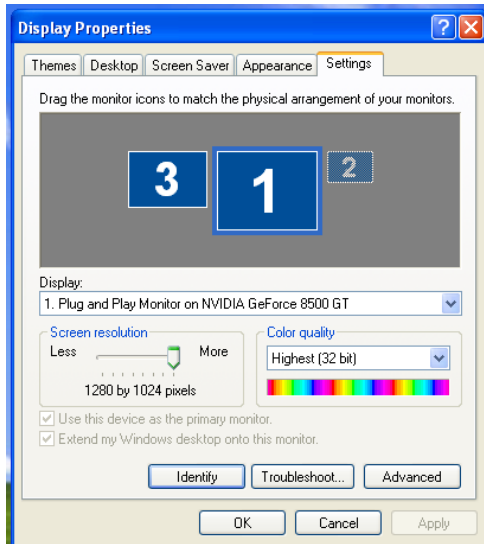 Display Properties
Themes Desktop Screen Saver Appearance Settings
Drag the monitor icons to match the physical arrangement of your monitors.
3 1 2
Display:
1. Plug and Play Monitor on NVIDIA GeForce 8500 GT
Screen resolution Color quality
Less More Highest (32 bit)
1280 by 1024 pixels
Use this device as the primary monitor.
Extend my Windows desktop onto this monitor.
Identify Troubleshoot... Advanced
OK Cancel Apply